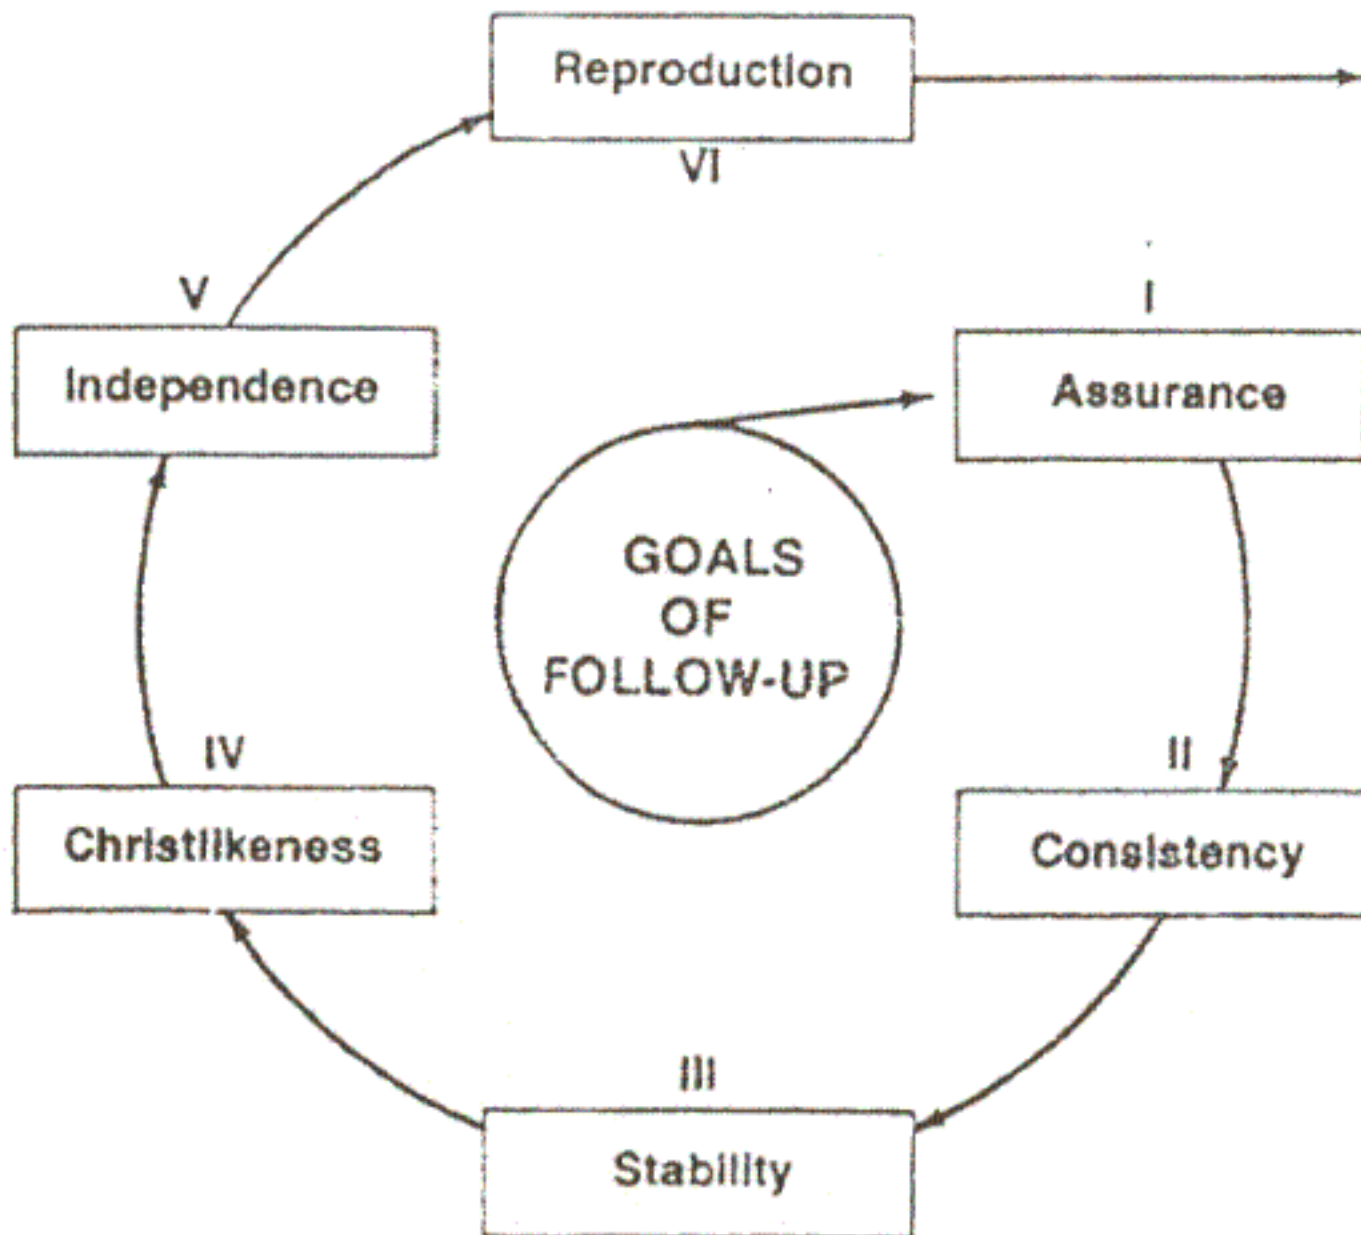 Reproduction
VI
V
I
Independence
Assurance
GOALS
OF
FOLLOW-UP
IV
II
Christlikeness
Consistency
III
Stability